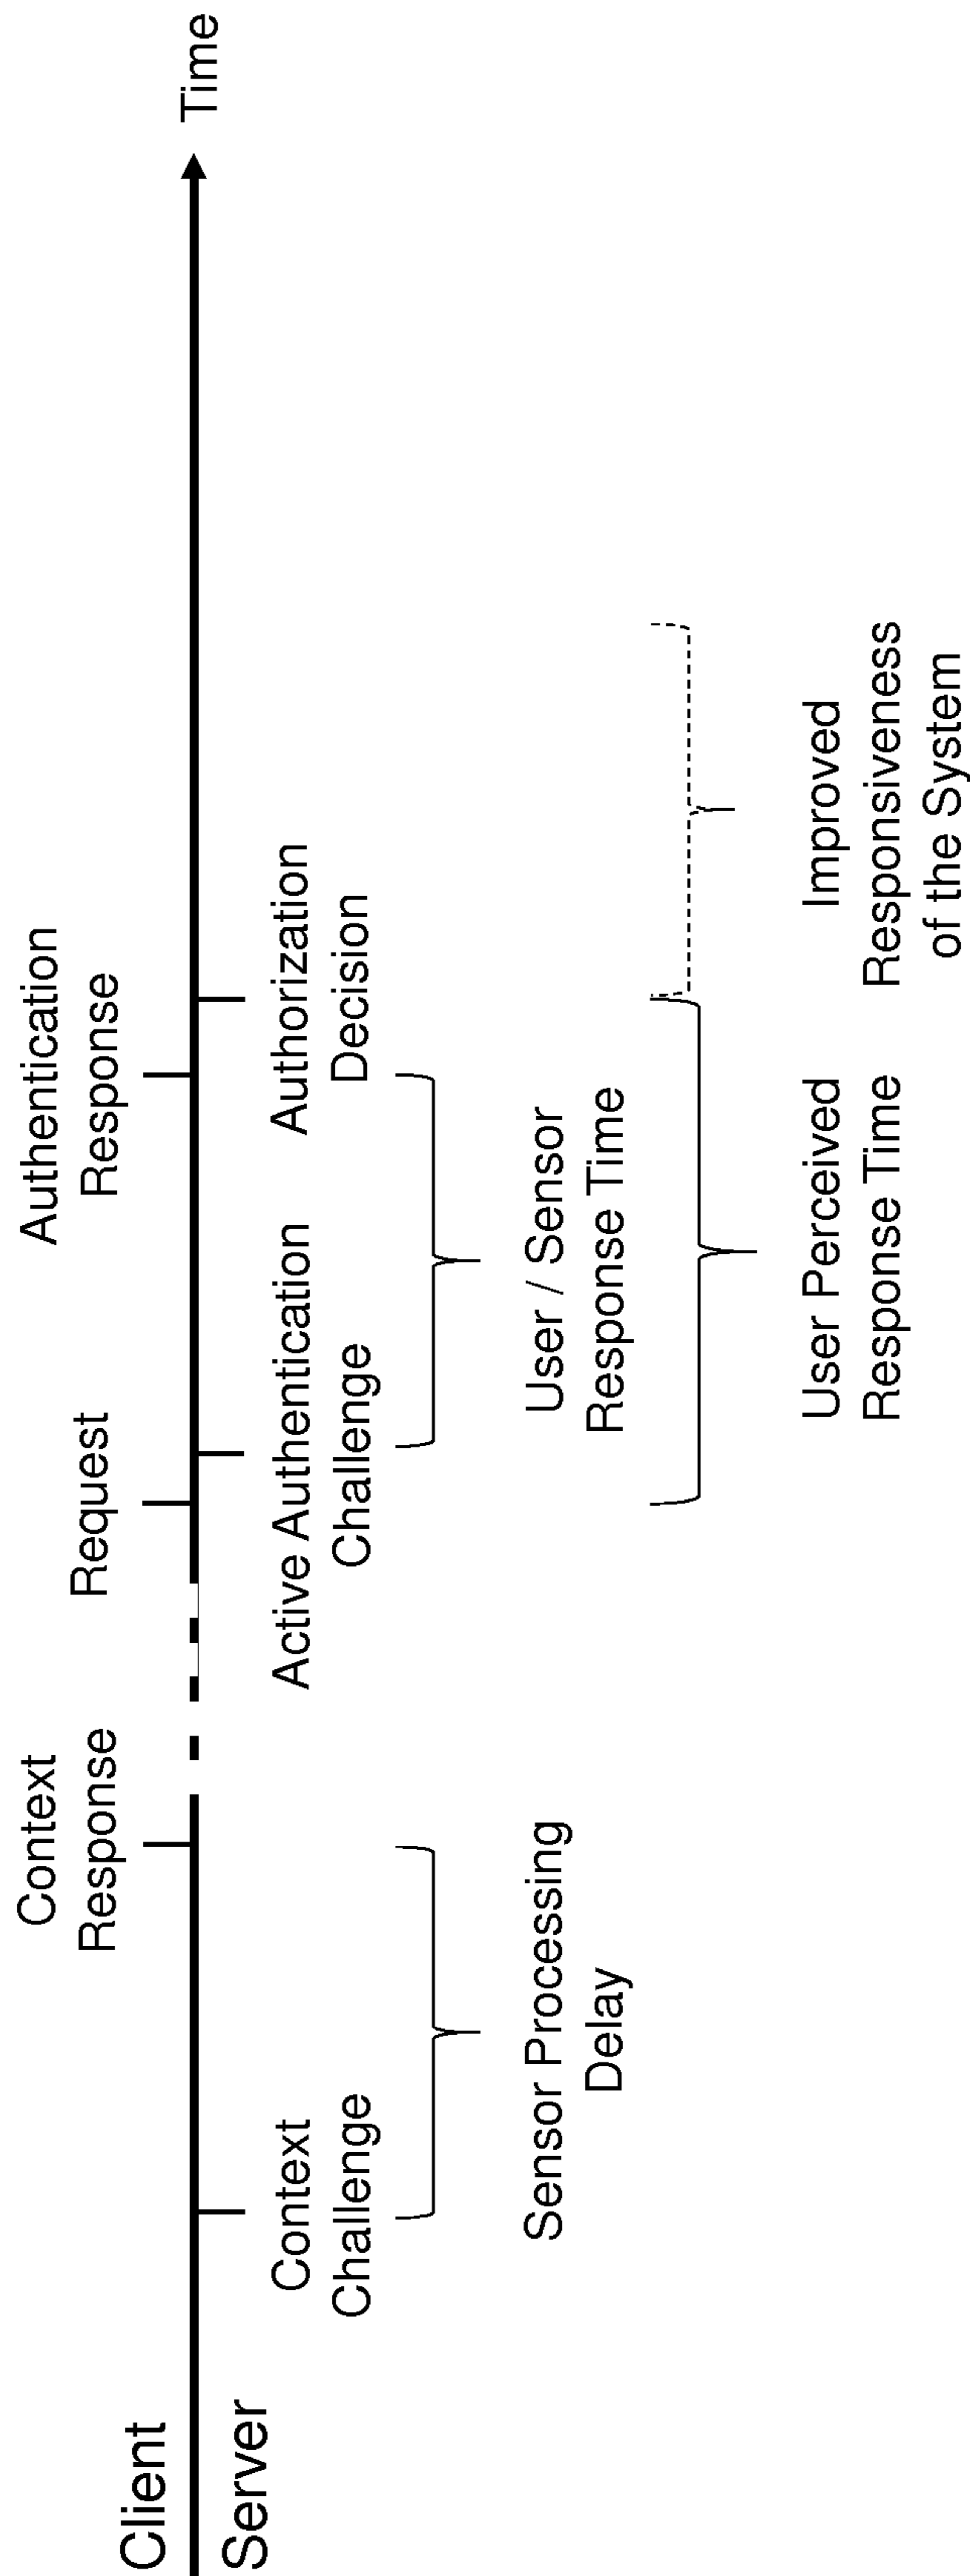 Client
Server
Context
Challenge
Context
Response
Sensor Processing
Delay
Request
Active Authentication
Challenge
Authentication
Response
Authorization
Decision
Time
User / Sensor
Response Time
User Perceived
Response Time
Improved
Responsiveness
of the System